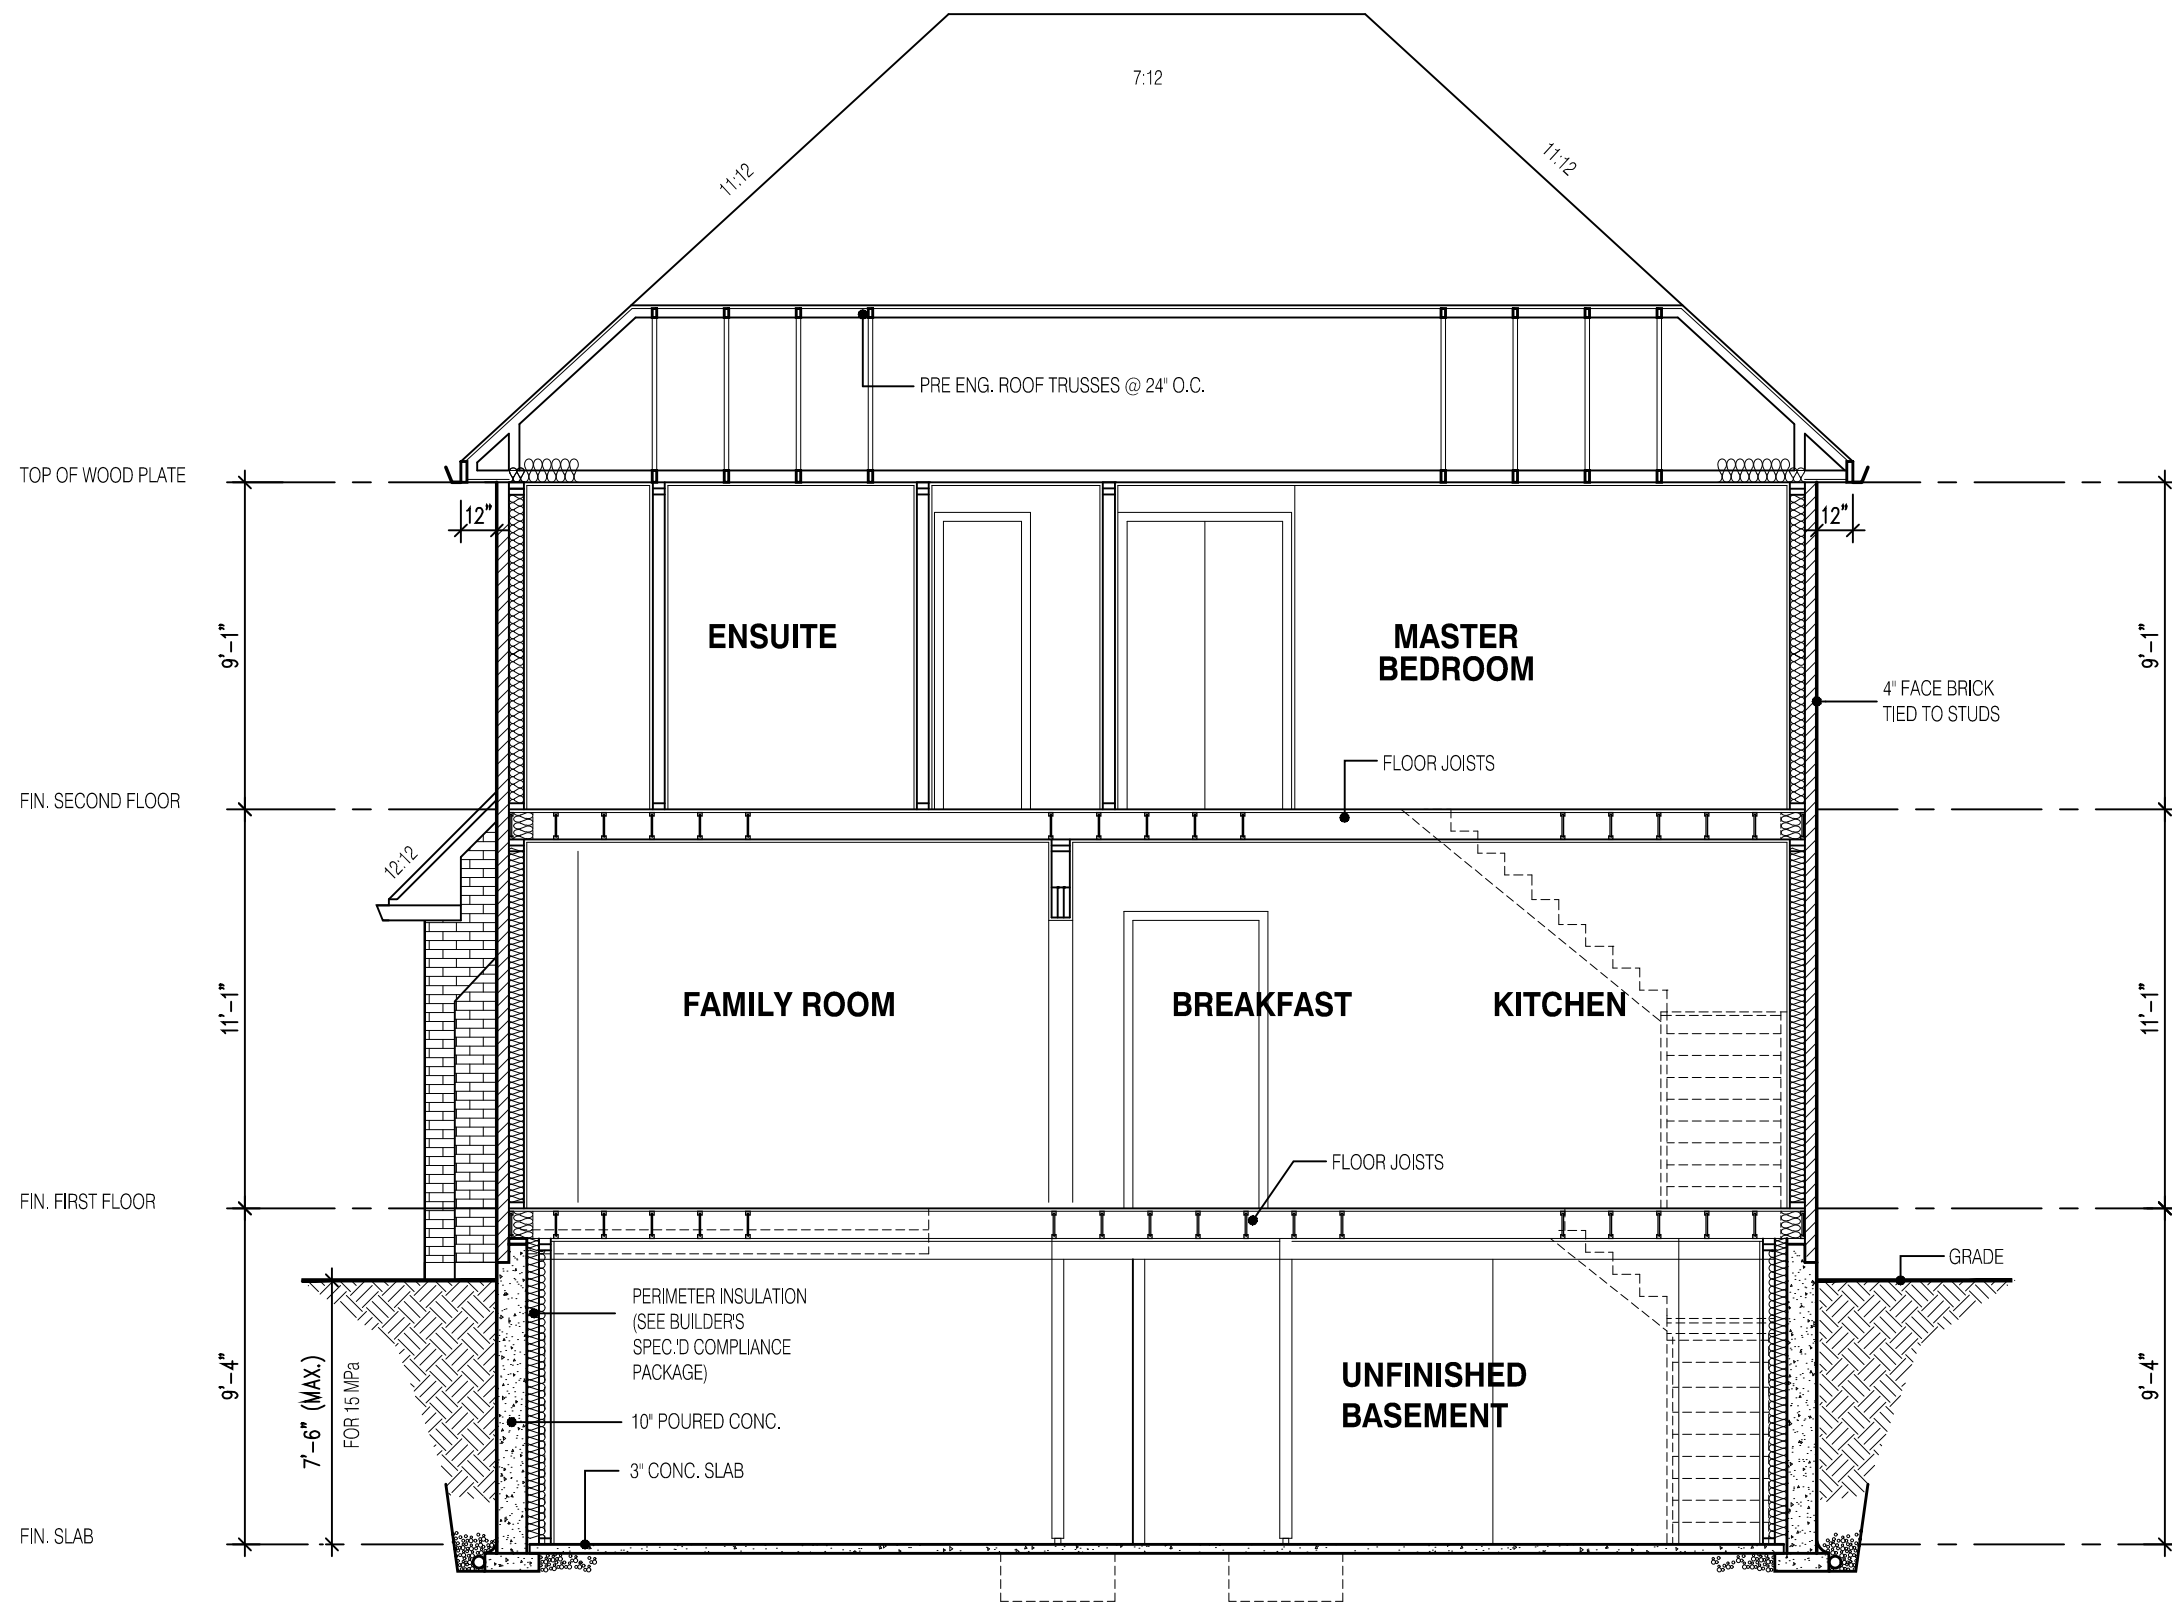 7:12
11:12
11:12
PRE ENG. ROOF TRUSSES @ 24" O.C.
TOP OF WOOD PLATE
12"
12"
9'-1"
ENSUITE
MASTER
BEDROOM
9'-1"
4" FACE BRICK
TIED TO STUDS
FLOOR JOISTS
FIN. SECOND FLOOR
12:12
11'-1"
FAMILY ROOM
BREAKFAST
KITCHEN
11'-1"
FLOOR JOISTS
FIN. FIRST FLOOR
GRADE
PERIMETER INSULATION
(SEE BUILDER'S
SPEC.'D COMPLIANCE
PACKAGE)
9'-4"
7'-6" (MAX.)
FOR 15 MPa
UNFINISHED
BASEMENT
9'-4"
10" POURED CONC.
3" CONC. SLAB
FIN. SLAB